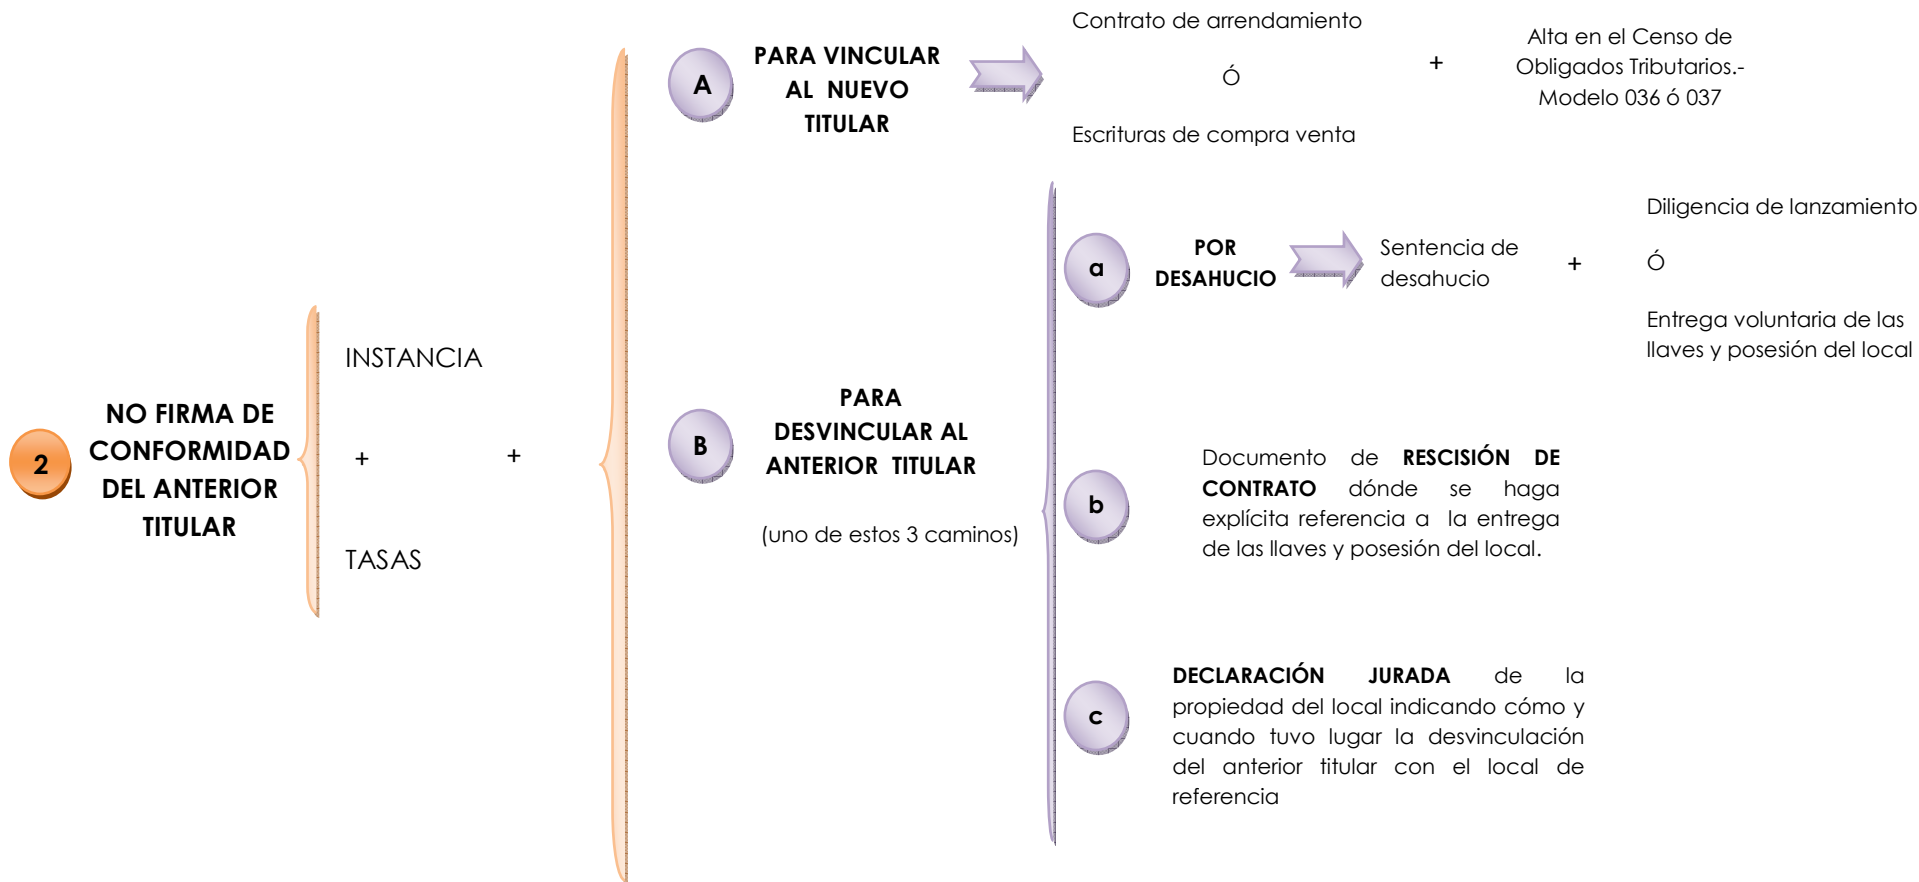 2
NO FIRMA DE
CONFORMIDAD
DEL ANTERIOR
TITULAR
INSTANCIA
+
TASAS
+
A
PARA VINCULAR
AL NUEVO
TITULAR
Contrato de arrendamiento
Ó
Escrituras de compra venta
+
Alta en el Censo de
Obligados Tributarios.-
Modelo 036 ó 037
B
PARA
DESVINCULAR AL
ANTERIOR TITULAR
(uno de estos 3 caminos)
a
POR
DESAHUCIO
Sentencia de
desahucio
+
Diligencia de lanzamiento
Ó
Entrega voluntaria de las
llaves y posesión del local
b
Documento de RESCISIÓN DE
CONTRATO dónde se haga
explícita referencia a la entrega
de las llaves y posesión del local.
c
DECLARACIÓN JURADA de la
propiedad del local indicando cómo y
cuando tuvo lugar la desvinculación
del anterior titular con el local de
referencia